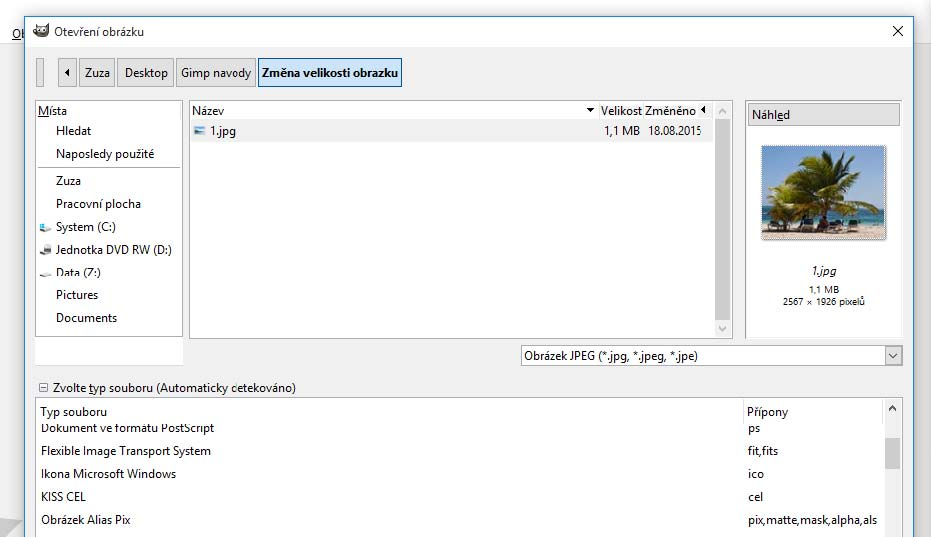 Otevření obrázku
Zuza Desktop Gimp navody Změna velikosti obrazku
Místa
Hledat
Naposledy použité
Zuza
Pracovní plocha
System (C:)
Jednotka DVD RW (D:)
Data (Z:)
Pictures
Documents
Název Velikost Změněno
1.jpg 1,1 MB 18.08.2015
Náhled
1.jpg
1,1 MB
2567 × 1926 pixelů
Obrázek JPEG (*.jpg, *.jpeg, *.jpe)
Zvolte typ souboru (Automaticky detekováno)
Typ souboru Přípony
Dokument ve formátu PostScript ps
Flexible Image Transport System fit,fits
Ikona Microsoft Windows ico
KISS CEL cel
Obrázek Alias Pix pix,matte,mask,alpha,als